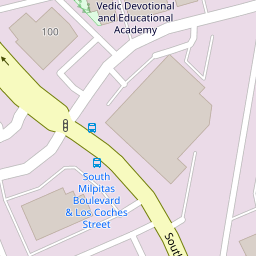 Vedic Devotional
and Educational
Academy
100
South
Milpitas
Boulevard
& Los Coches
Street
South